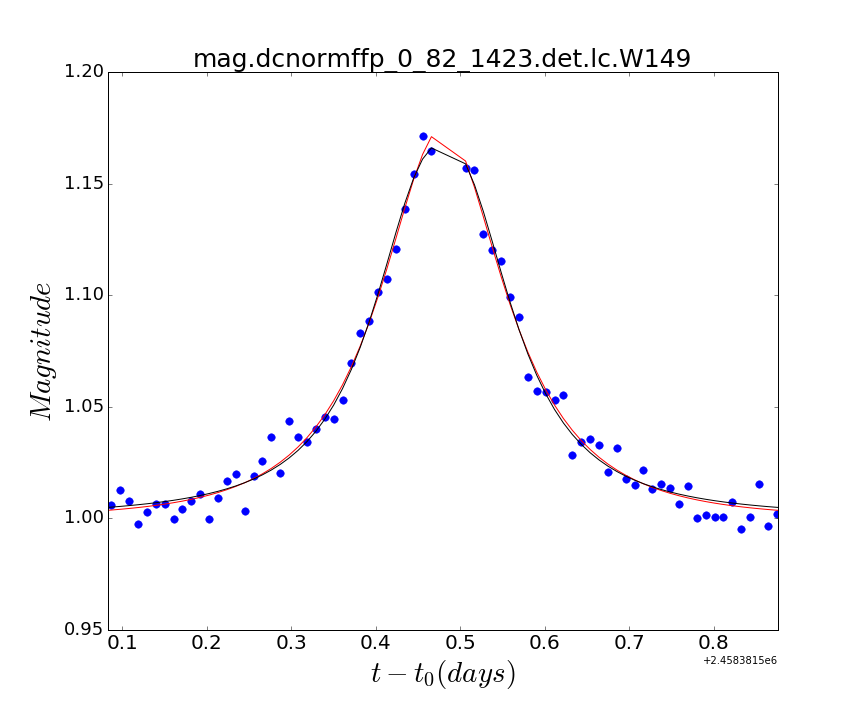 mag.dcnormffp_0_82_1423.det.lc.W149
1.20
1.15
1.10
1.05
1.00
0.95
Magnitude
0.1 0.2 0.3 0.4 0.5 0.6 0.7 0.8
+2.4583815e6
t − t₀(days)